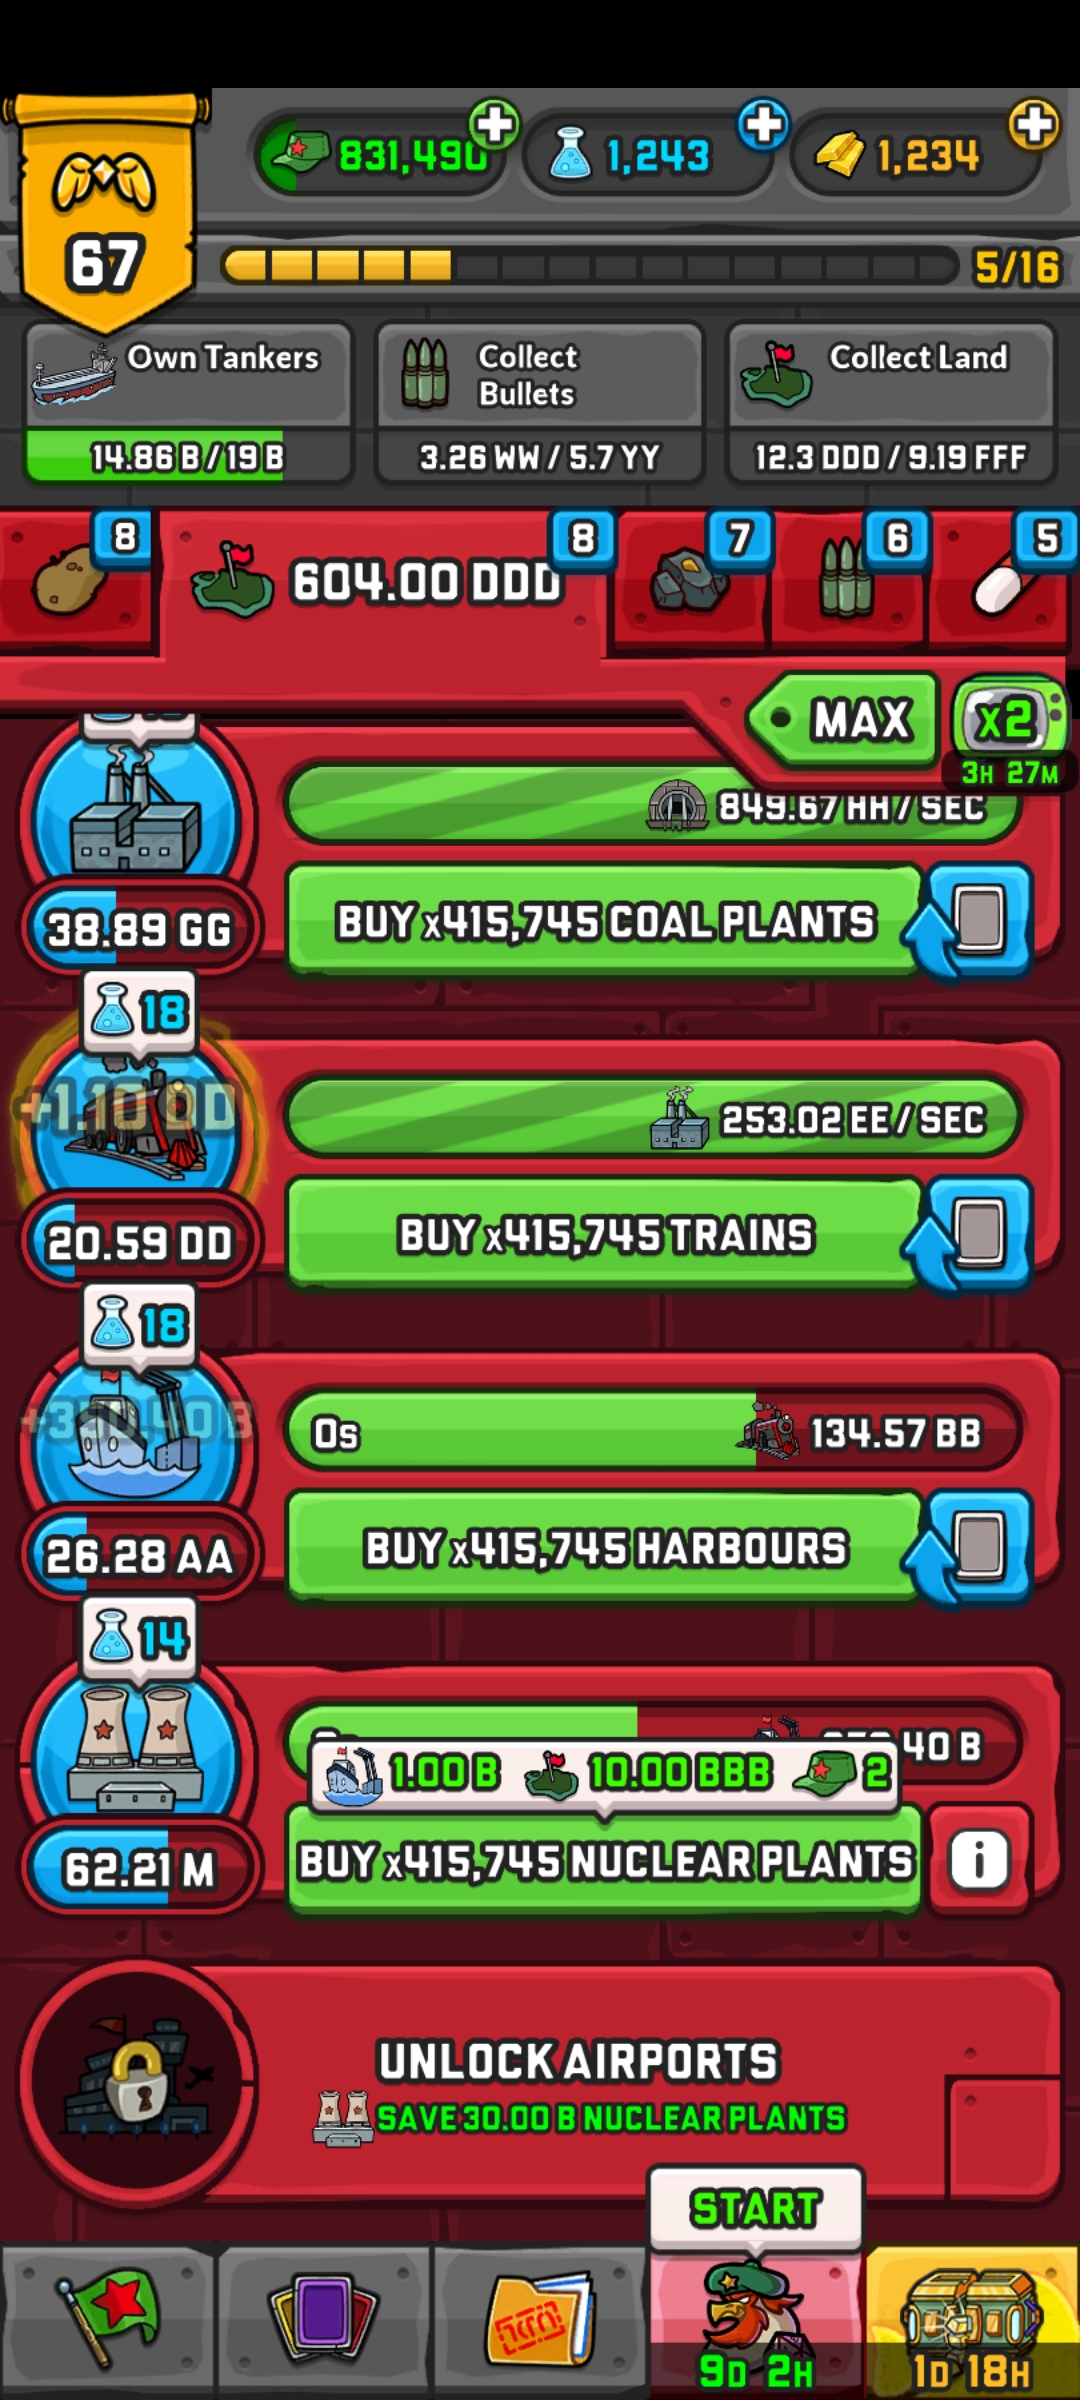 67
831,490
1,243
1,234
5/16
Own Tankers
14.86 B / 19 B
Collect
Bullets
3.26 WW / 5.7 YY
Collect Land
12.3 DDD / 9.19 FFF
8
604.00 DDD
8
7
6
5
MAX
x2
3H 27M
849.67 HH / SEC
38.89 GG
BUY x415,745 COAL PLANTS
18
253.02 EE / SEC
20.59 DD
BUY x415,745 TRAINS
18
0s
134.57 BB
26.28 AA
BUY x415,745 HARBOURS
14
40 B
1.00 B
10.00 BBB
2
62.21 M
BUY x415,745 NUCLEAR PLANTS
i
UNLOCK AIRPORTS
SAVE 30.00 B NUCLEAR PLANTS
START
9D 2H
1D 18H